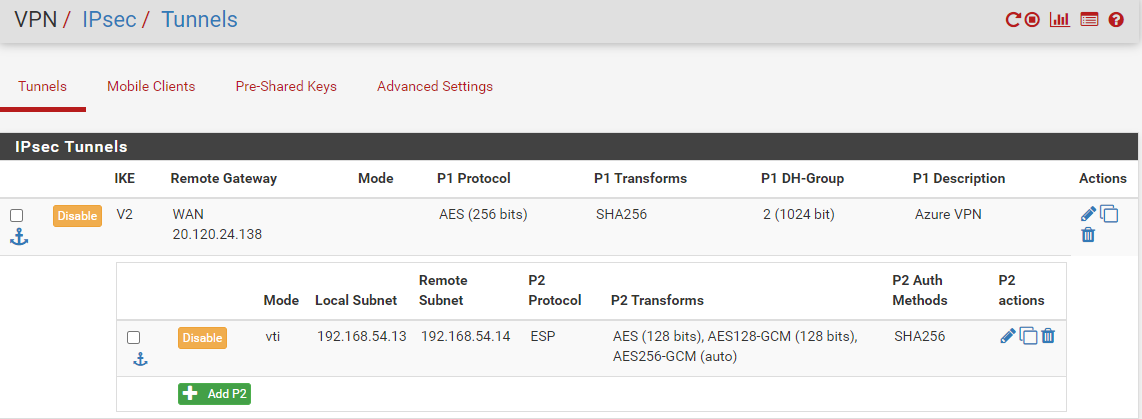 VPN / IPsec / Tunnels
Tunnels Mobile Clients Pre-Shared Keys Advanced Settings
IPsec Tunnels
IKE Remote Gateway Mode P1 Protocol P1 Transforms P1 DH-Group P1 Description Actions
Disable V2 WAN AES (256 bits) SHA256 2 (1024 bit) Azure VPN
20.120.24.138
Remote P2 P2 Auth P2
Mode Local Subnet Subnet Protocol P2 Transforms Methods actions
Disable vti 192.168.54.13 192.168.54.14 ESP AES (128 bits), AES128-GCM (128 bits), SHA256
AES256-GCM (auto)
Add P2